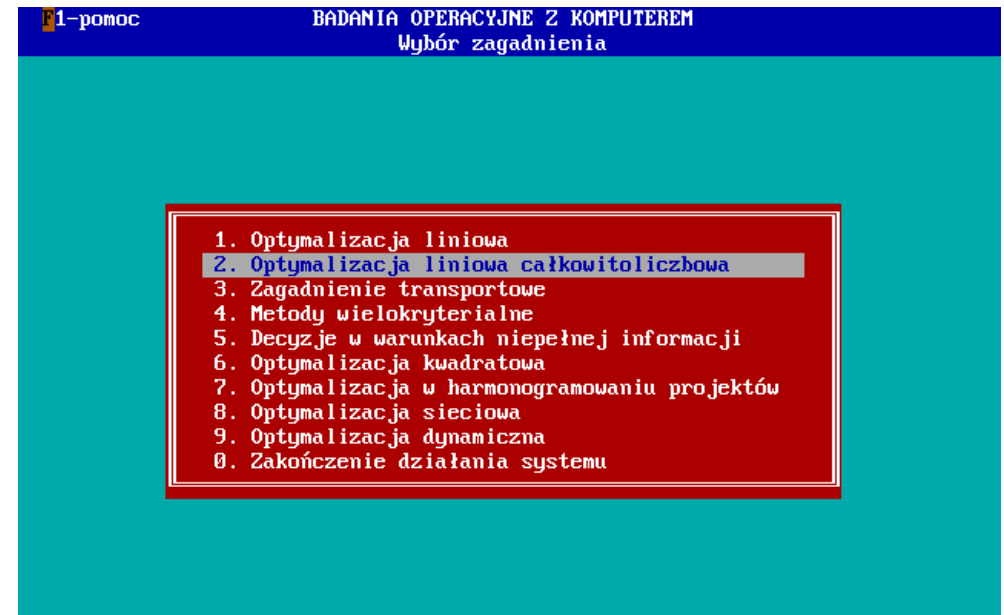 F1-pomoc BADANIA OPERACYJNE Z KOMPUTEREM
Wybór zagadnienia
1. Optymalizacja liniowa
2. Optymalizacja liniowa całkowitoliczbowa
3. Zagadnienie transportowe
4. Metody wielokryterialne
5. Decyzje w warunkach niepełnej informacji
6. Optymalizacja kwadratowa
7. Optymalizacja w harmonogramowaniu projektów
8. Optymalizacja sieciowa
9. Optymalizacja dynamiczna
0. Zakończenie działania systemu